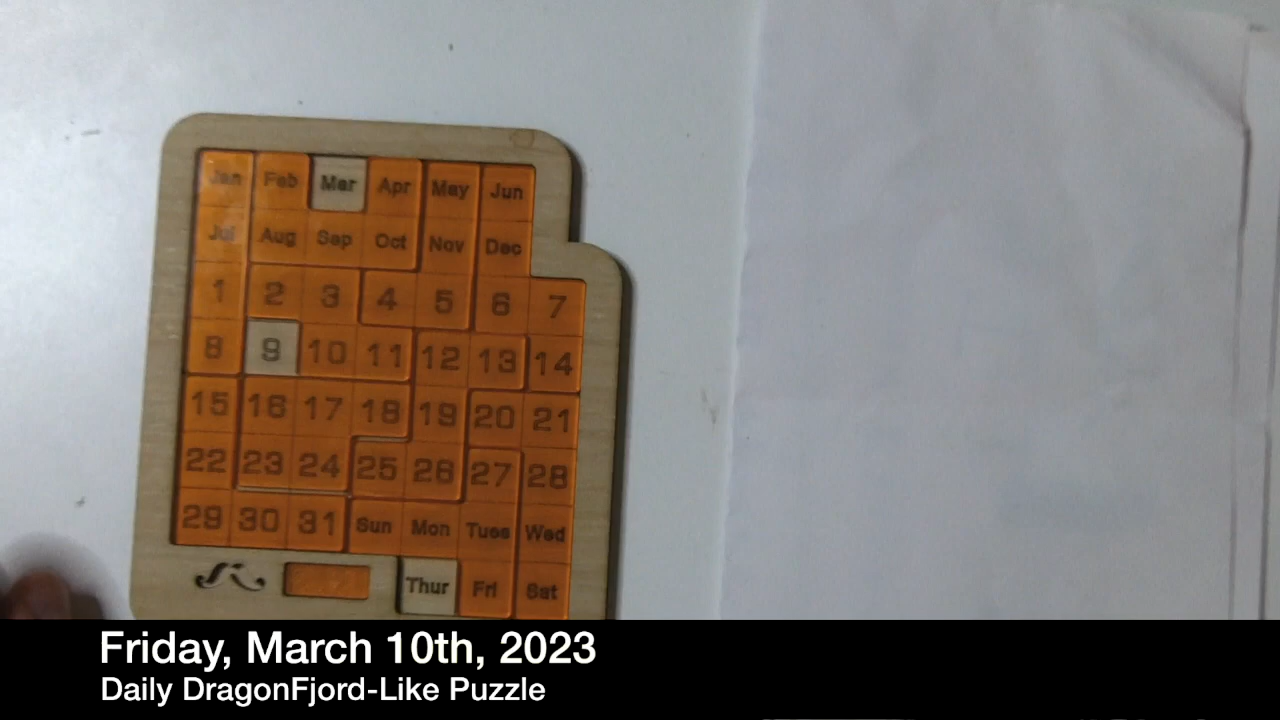 Jan Feb Mar Apr May Jun
Jul Aug Sep Oct Nov Dec
1 2 3 4 5 6 7
8 9 10 11 12 13 14
15 16 17 18 19 20 21
22 23 24 25 26 27 28
29 30 31 Sun Mon Tues Wed
Thur Fri Sat
Friday, March 10th, 2023
Daily DragonFjord-Like Puzzle